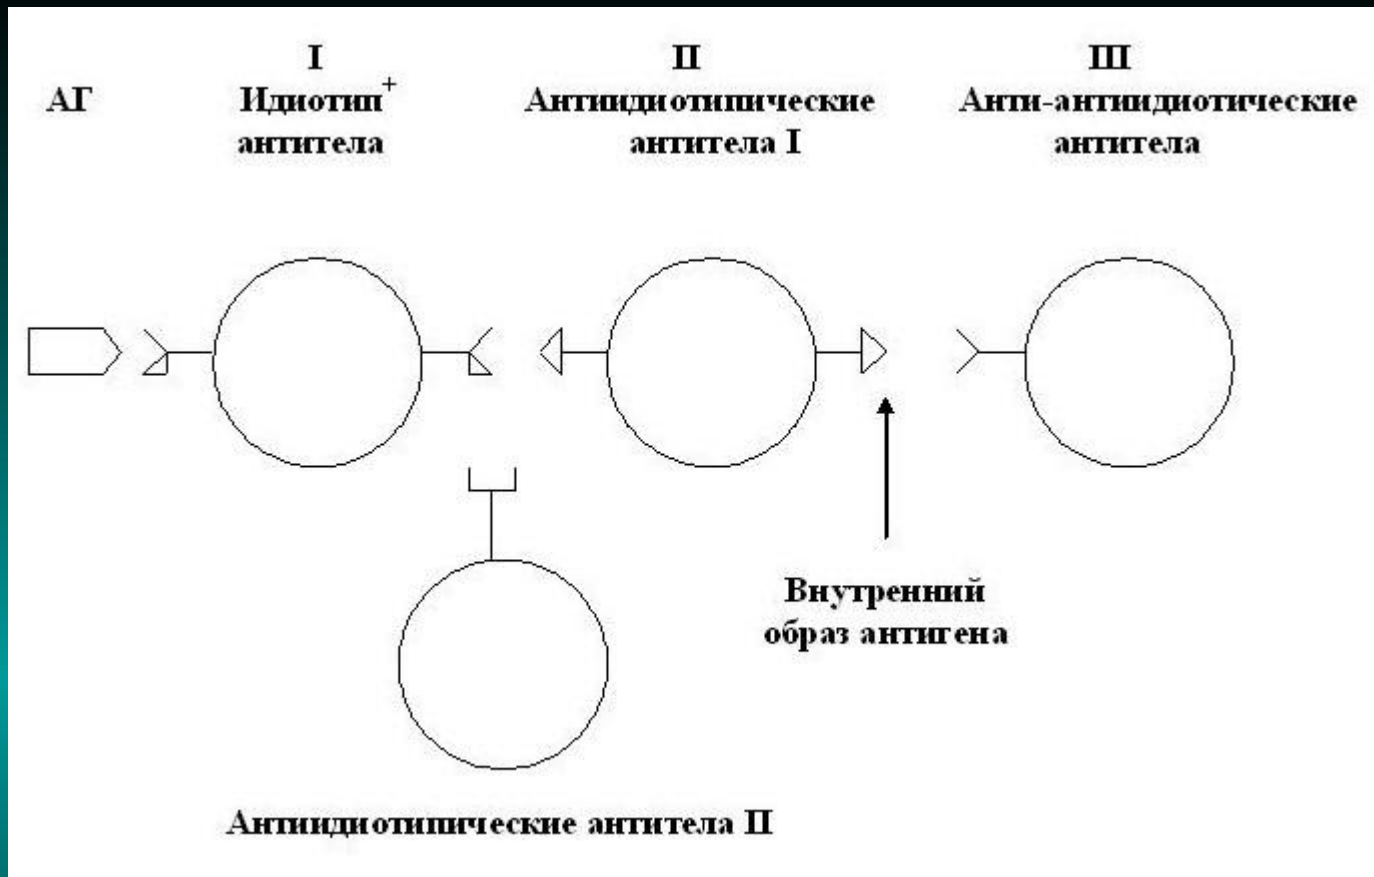 АГ
I
Идиотип+
антитела
II
Антиидиотипические
антитела I
III
Анти-антиидиотические
антитела
Внутренний
образ антигена
Антиидиотипические антитела II